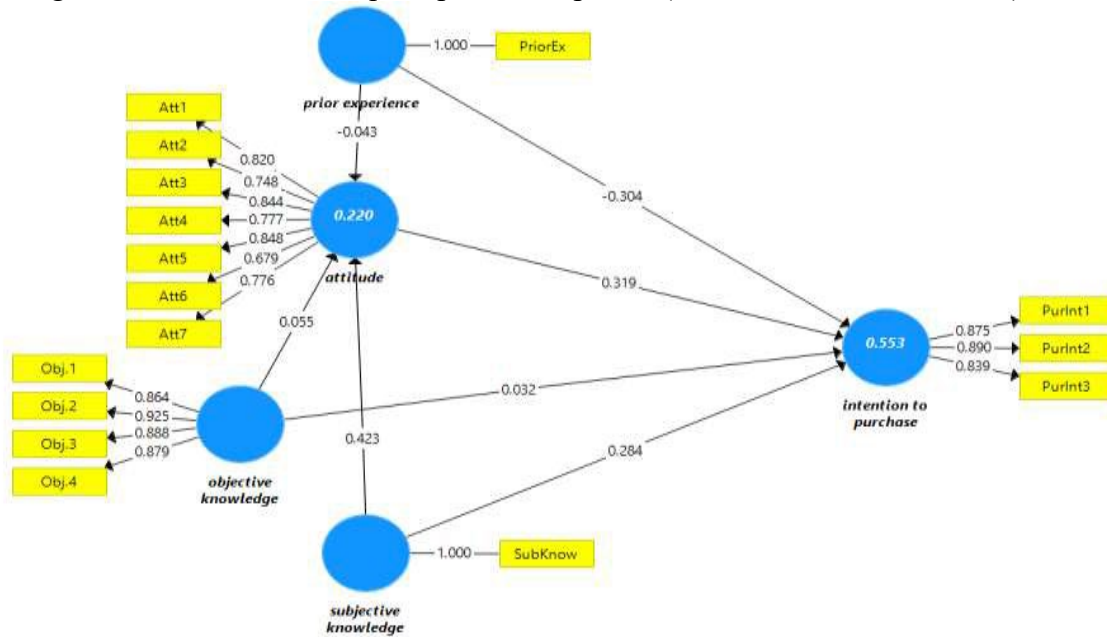 1.000
PriorEx
prior experience
Att1
Att2
Att3
Att4
Att5
Att6
Att7
-0.043
0.820
0.748
0.844
0.777
0.848
0.679
0.776
0.220
attitude
-0.304
0.319
0.055
0.032
0.423
0.284
0.553
intention to
purchase
0.875
0.890
0.839
PurInt1
PurInt2
PurInt3
Obj.1
Obj.2
Obj.3
Obj.4
0.864
0.925
0.888
0.879
objective
knowledge
1.000
SubKnow
subjective
knowledge